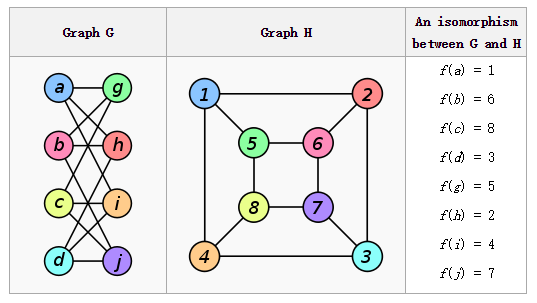 Graph G
Graph H
An isomorphism
between G and H
a
g
b
h
c
i
d
j
1
2
5
6
8
7
4
3
f(a) = 1
f(b) = 6
f(c) = 8
f(d) = 3
f(g) = 5
f(h) = 2
f(i) = 4
f(j) = 7